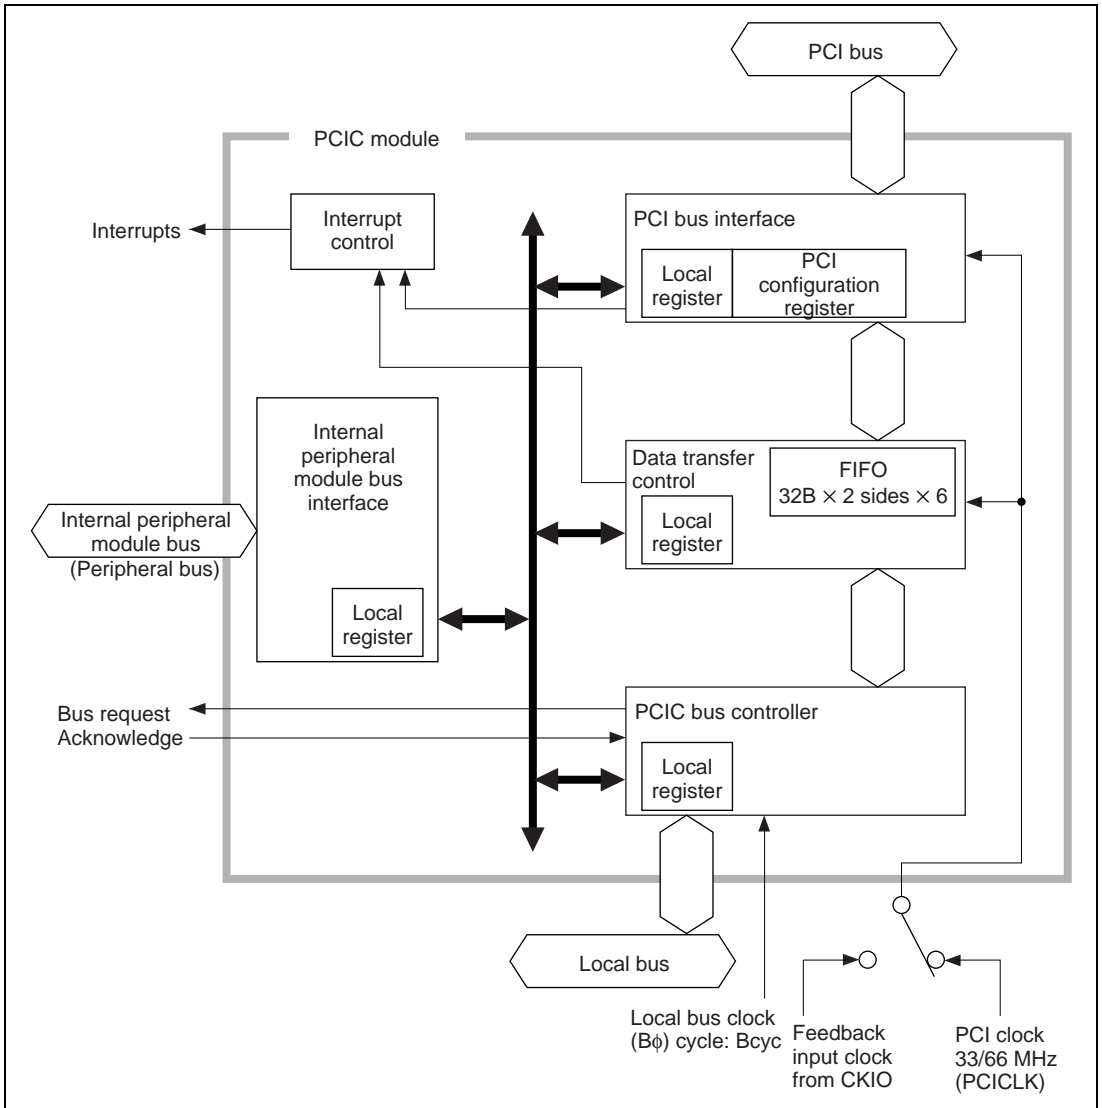 PCI bus
PCIC module
Interrupts
Interrupt
control
PCI bus interface
Local
register
PCI
configuration
register
Internal
peripheral
module bus
interface
Data transfer
control
FIFO
32B × 2 sides × 6
Local
register
Internal peripheral
module bus
(Peripheral bus)
Local
register
Bus request
Acknowledge
PCIC bus controller
Local
register
Local bus
Local bus clock
(Bϕ) cycle: Bcyc
Feedback
input clock
from CKIO
PCI clock
33/66 MHz
(PCICLK)